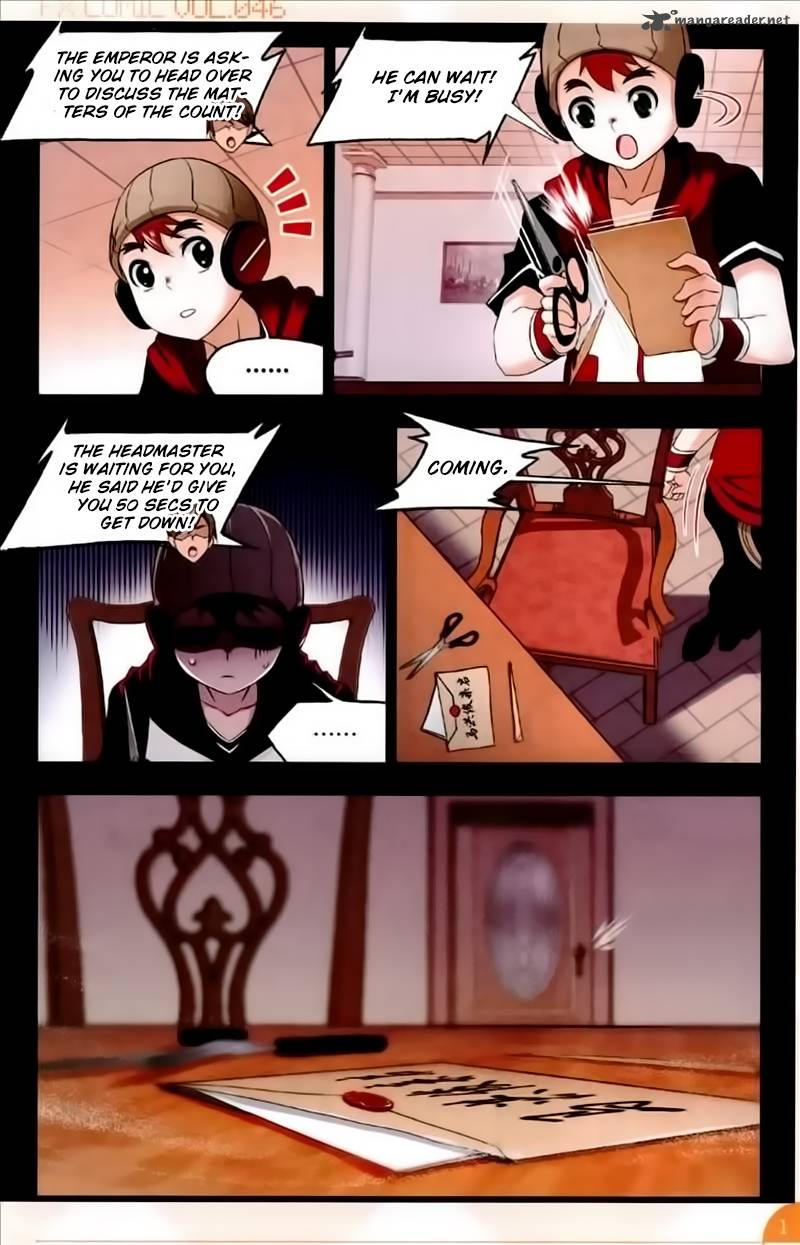 FX COMIC VOL.046
mangareader.net
THE EMPEROR IS ASK-
ING YOU TO HEAD OVER
TO DISCUSS THE MAT-
TERS OF THE COUNT!
......
HE CAN WAIT!
I'M BUSY!
THE HEADMASTER
IS WAITING FOR YOU,
HE SAID HE'D GIVE
YOU 50 SECS TO
GET DOWN!
......
COMING.
1